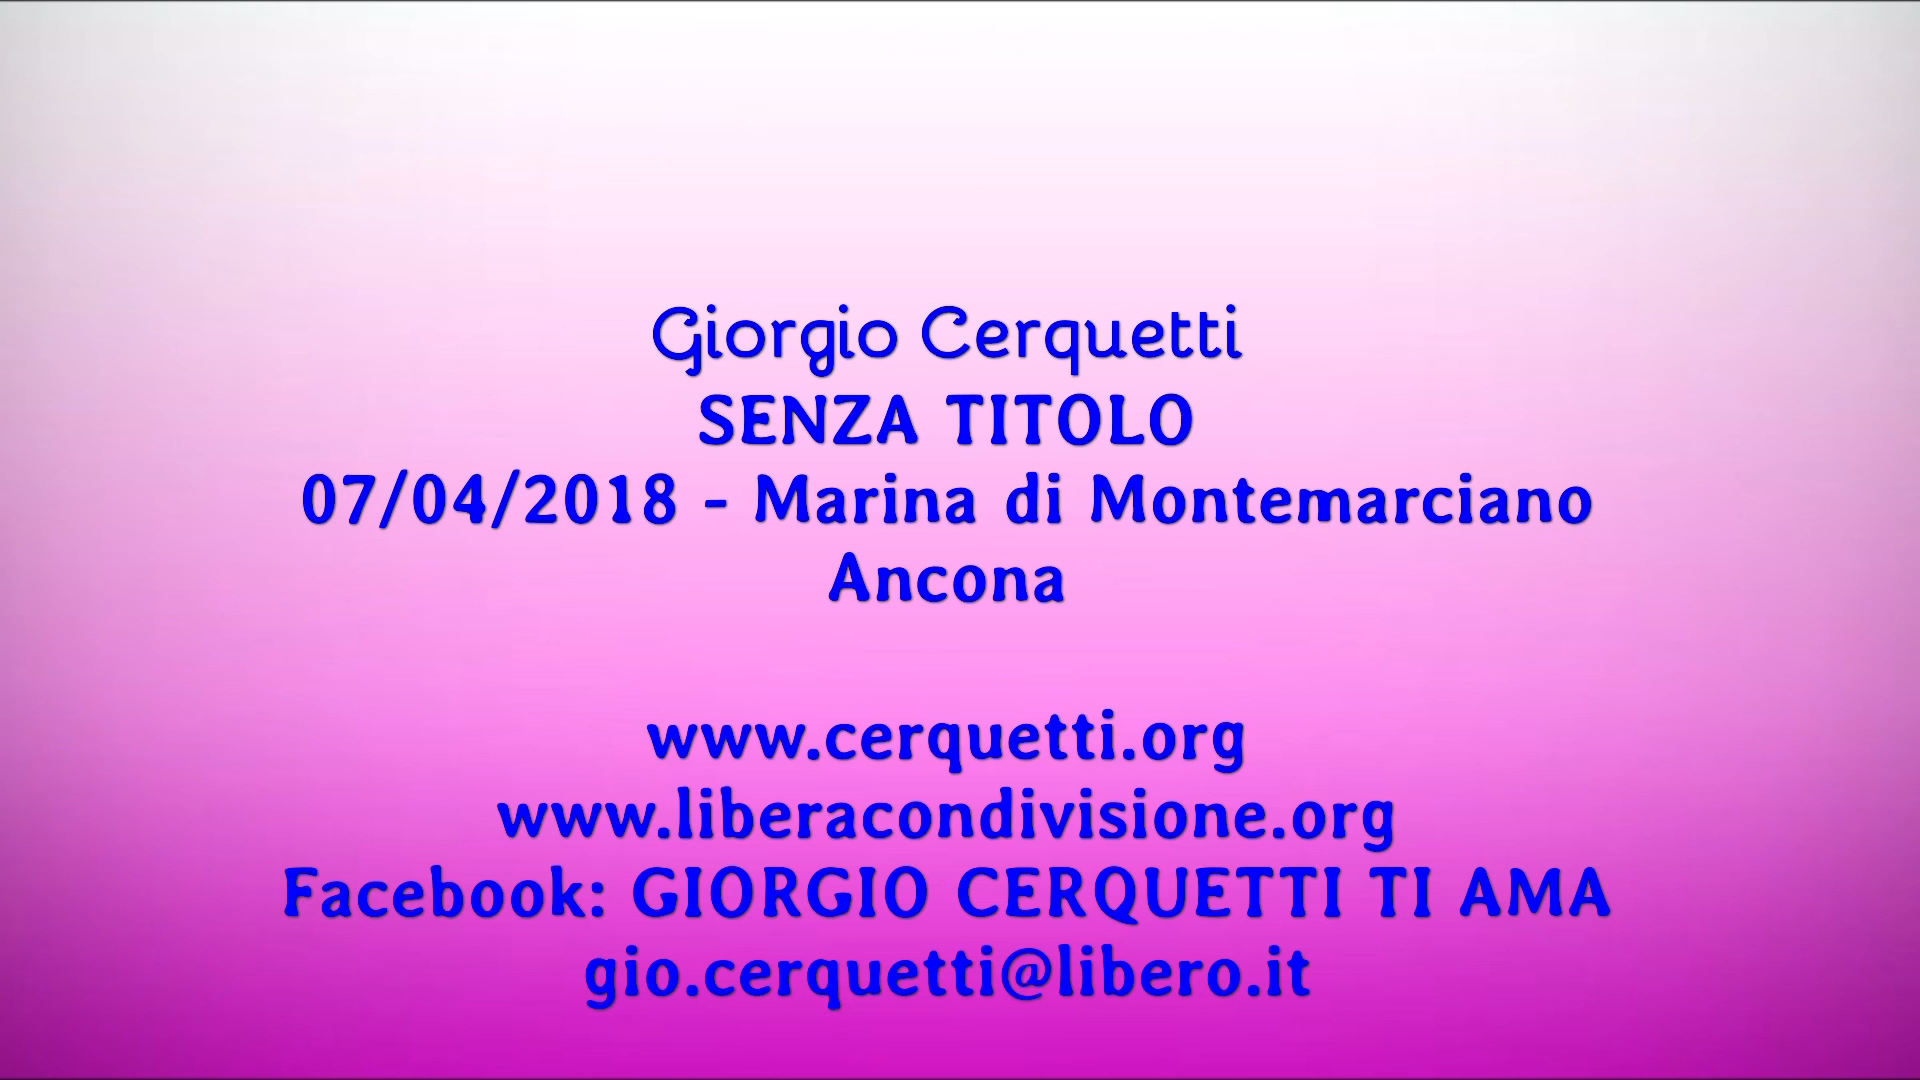 Giorgio Cerquetti
SENZA TITOLO
07/04/2018 - Marina di Montemarciano
Ancona
www.cerquetti.org
www.liberacondivisione.org
Facebook: GIORGIO CERQUETTI TI AMA
gio.cerquetti@libero.it